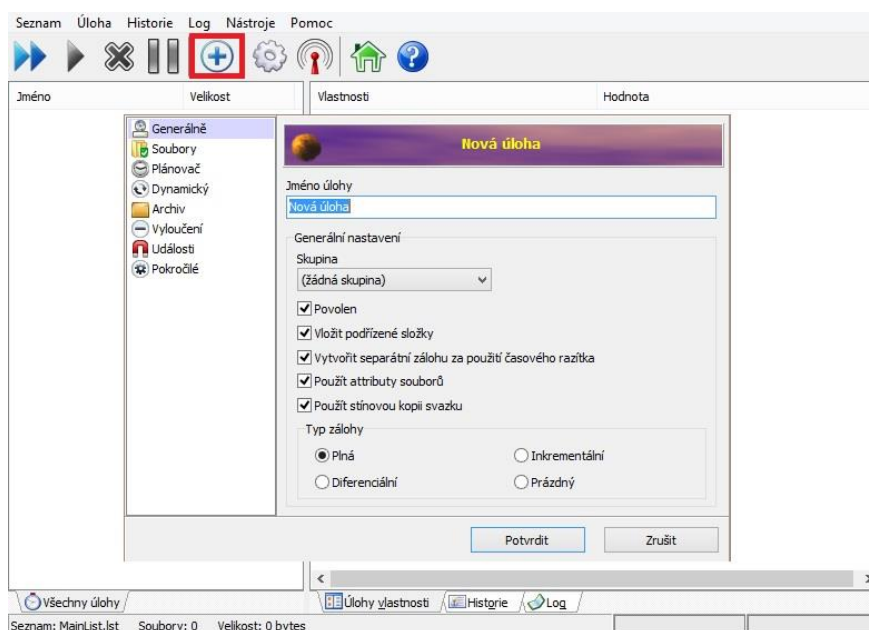 Seznam Úloha Historie Log Nástroje Pomoc
Jméno Velikost Vlastnosti Hodnota
Generálně
Soubory
Plánovač
Dynamický
Archiv
Vyloučení
Události
Pokročilé
Nová úloha
Jméno úlohy
Nová úloha
Generální nastavení
Skupina
(žádná skupina)
Povolen
Vložit podřízené složky
Vytvořit separátní zálohu za použití časového razítka
Použít attributy souborů
Použít stínovou kopii svazku
Typ zálohy
Plná Inkrementální
Diferenciální Prázdný
Potvrdit Zrušit
Všechny úlohy Úlohy vlastnosti Historie Log
Seznam: MainList.lst Soubory: 0 Velikost: 0 bytes